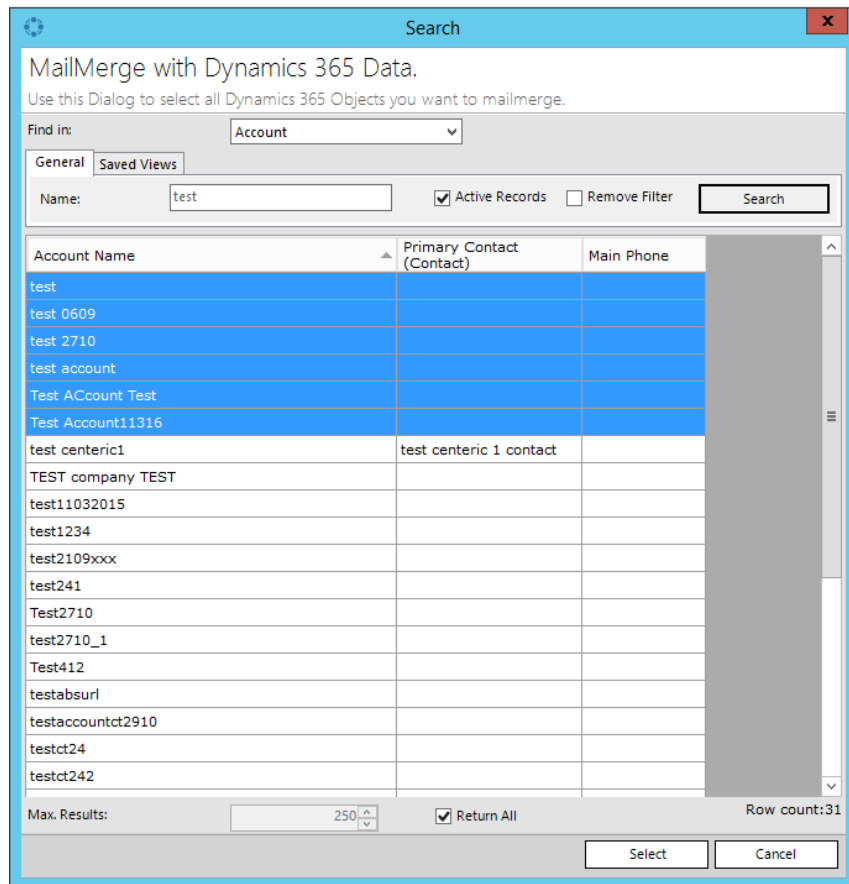 Search
x
MailMerge with Dynamics 365 Data.
Use this Dialog to select all Dynamics 365 Objects you want to mailmerge.
Find in: Account
General Saved Views
Name: test Active Records Remove Filter Search
Account Name Primary Contact (Contact) Main Phone
test
test 0609
test 2710
test account
Test ACcount Test
Test Account11316
test centeric1 test centeric 1 contact
TEST company TEST
test11032015
test1234
test2109xxx
test241
Test2710
test2710_1
Test412
testabsurl
testaccountct2910
testct24
testct242
Max. Results: 250 Return All Row count:31
Select Cancel